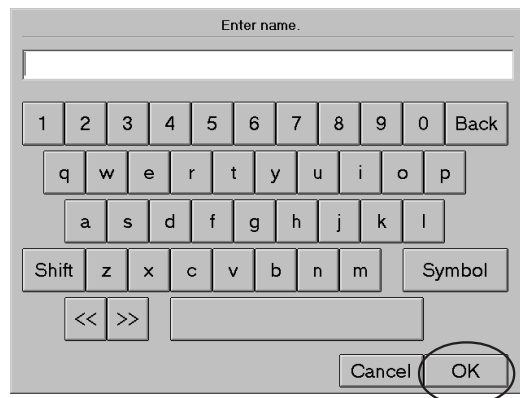 Enter name.
1 2 3 4 5 6 7 8 9 0 Back
q w e r t y u i o p
a s d f g h j k l
Shift z x c v b n m Symbol
<< >>
Cancel OK